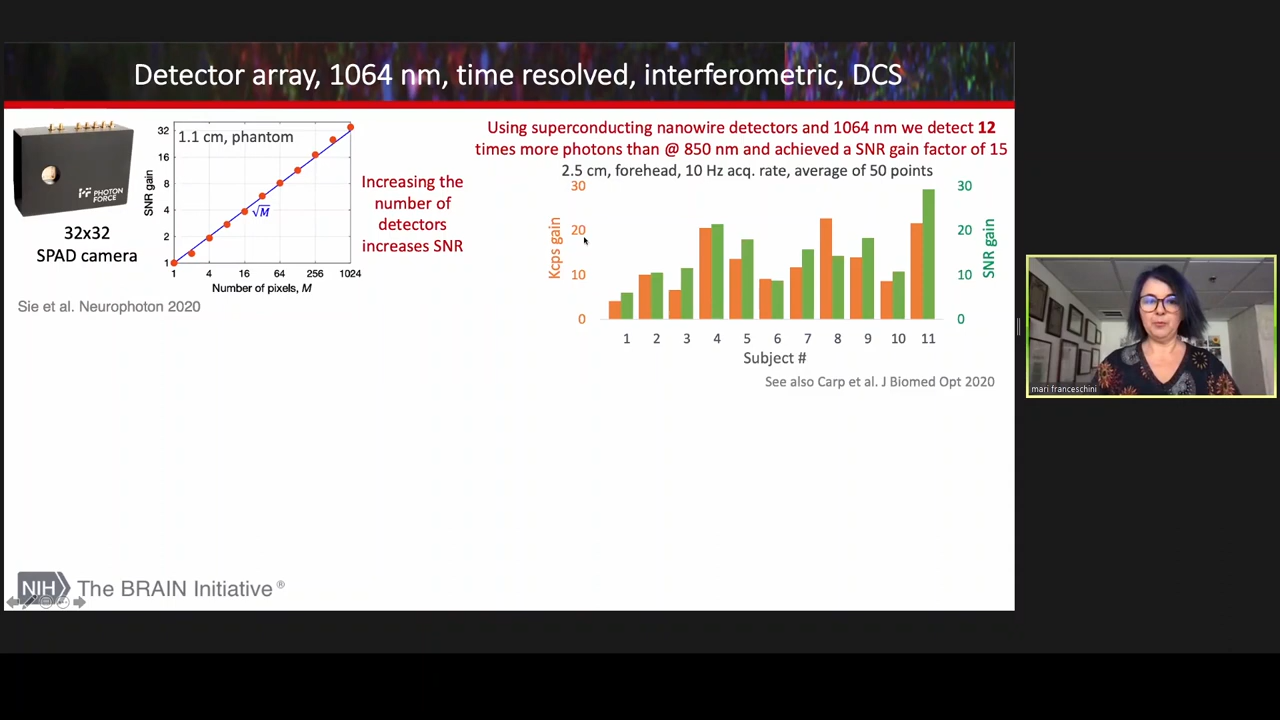 Detector array, 1064 nm, time resolved, interferometric, DCS
PHOTON
FORCE
32x32
SPAD camera
Sie et al. Neurophoton 2020
1.1 cm, phantom
SNR gain
32
16
8
4
2
1
√M
1 4 16 64 256 1024
Number of pixels, M
Increasing the
number of
detectors
increases SNR
Using superconducting nanowire detectors and 1064 nm we detect 12
times more photons than @ 850 nm and achieved a SNR gain factor of 15
2.5 cm, forehead, 10 Hz acq. rate, average of 50 points
Kcps gain
30
20
10
0
30
20
10
0
SNR gain
1 2 3 4 5 6 7 8 9 10 11
Subject #
See also Carp et al. J Biomed Opt 2020
NIH The BRAIN Initiative®
mari franceschini